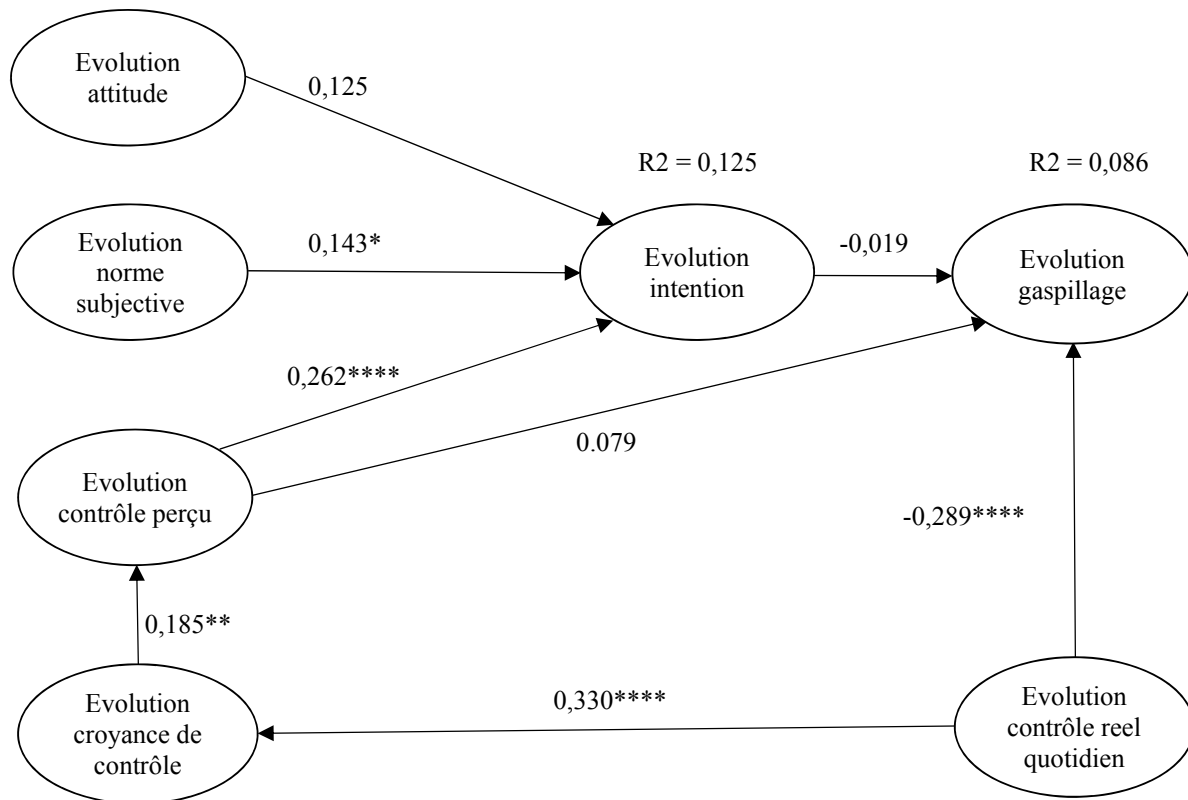 Evolution
attitude
0,125
R2 = 0,125
R2 = 0,086
Evolution
norme
subjective
0,143*
Evolution
intention
-0,019
Evolution
gaspillage
0,262****
0.079
Evolution
contrôle perçu
-0,289****
0,185**
Evolution
croyance de
contrôle
0,330****
Evolution
contrôle reel
quotidien